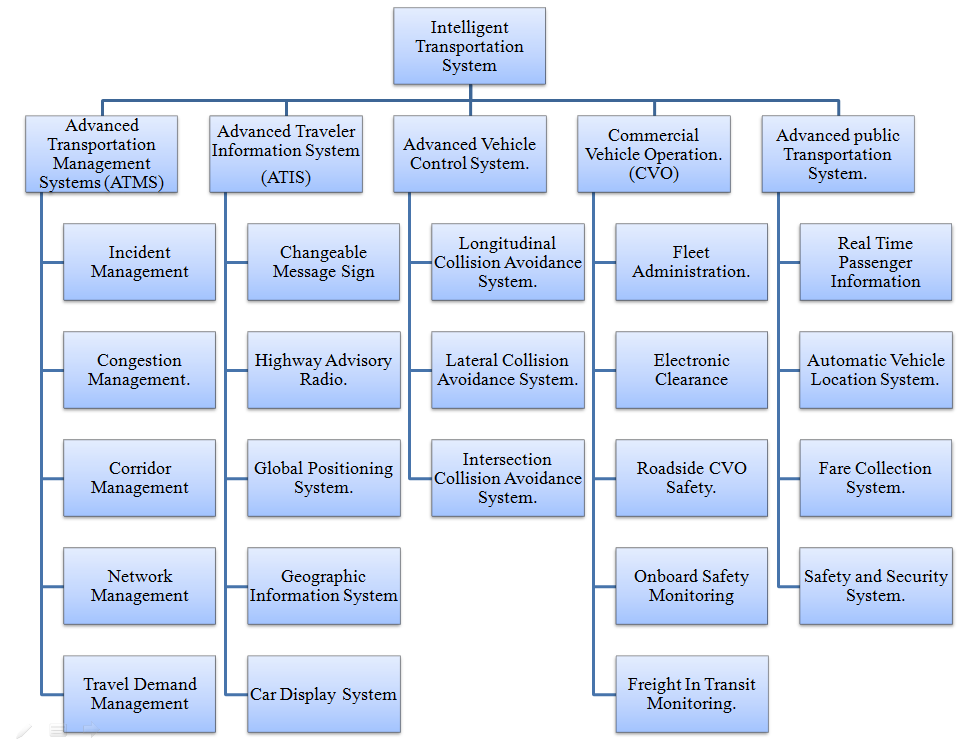 Intelligent
Transportation
System
Advanced
Transportation
Management
Systems (ATMS)
Advanced Traveler
Information System
(ATIS)
Advanced Vehicle
Control System.
Commercial
Vehicle Operation.
(CVO)
Advanced public
Transportation
System.
Incident
Management
Changeable
Message Sign
Longitudinal
Collision Avoidance
System.
Fleet
Administration.
Real Time
Passenger
Information
Congestion
Management.
Highway Advisory
Radio.
Lateral Collision
Avoidance System.
Electronic
Clearance
Automatic Vehicle
Location System.
Corridor
Management
Global Positioning
System.
Intersection
Collision Avoidance
System.
Roadside CVO
Safety.
Fare Collection
System.
Network
Management
Geographic
Information System
Onboard Safety
Monitoring
Safety and Security
System.
Travel Demand
Management
Car Display System
Freight In Transit
Monitoring.